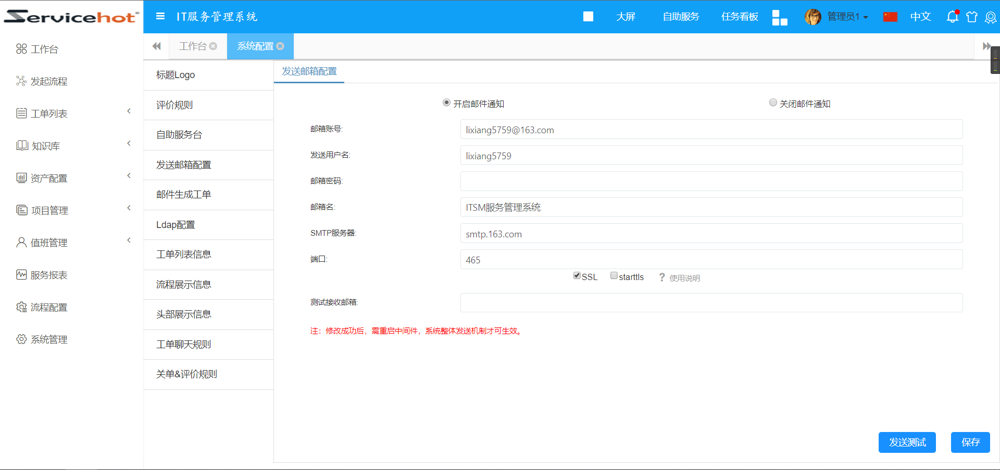 Servicehot
IT服务管理系统
大屏
自助服务
任务看板
管理员1
中文
工作台
发起流程
工单列表
知识库
资产配置
项目管理
值班管理
服务报表
流程配置
系统管理
工作台
系统配置
标题Logo
评价规则
自助服务台
发送邮箱配置
邮件生成工单
Ldap配置
工单列表信息
流程展示信息
头部展示信息
工单聊天规则
关单&评价规则
发送邮箱配置
开启邮件通知
关闭邮件通知
邮箱账号: lixiang5759@163.com
发送用户名: lixiang5759
邮箱密码:
邮箱名: ITSM服务管理系统
SMTP服务器: smtp.163.com
端口: 465
SSL starttls ? 使用说明
测试接收邮箱:
注：修改成功后，需重启中间件，系统整体发送机制才可生效。
发送测试
保存